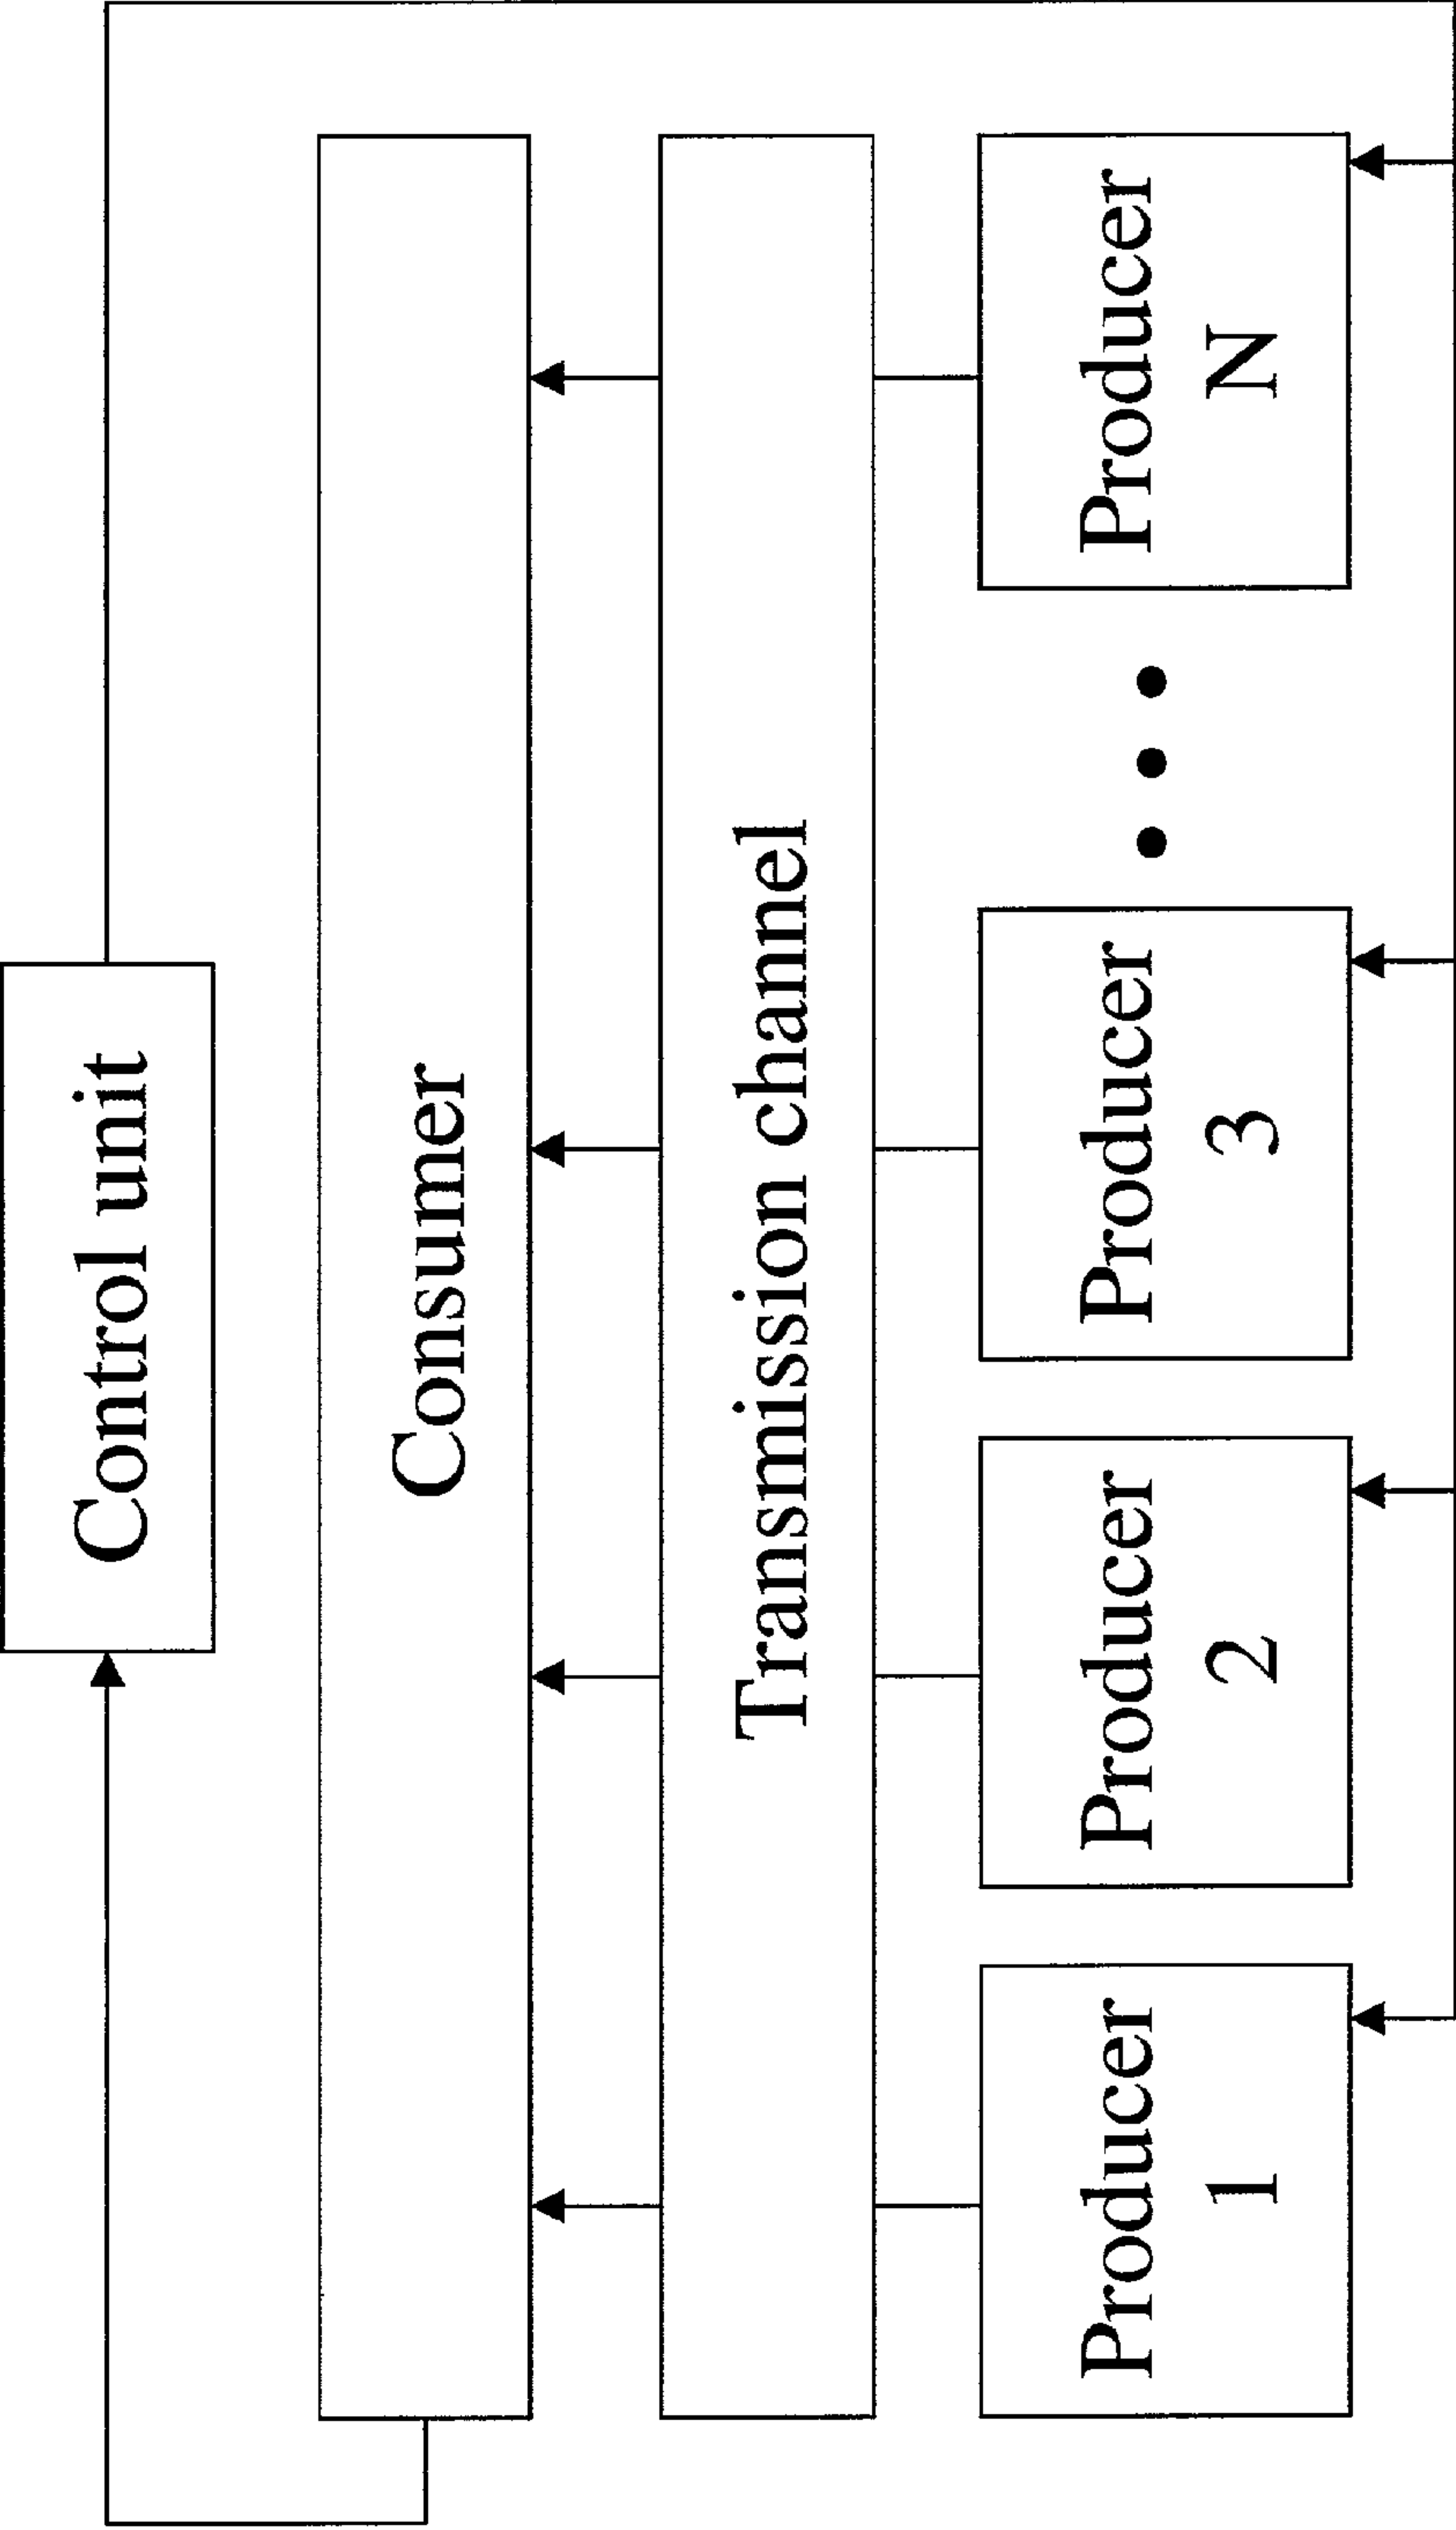 Control unit
Consumer
Transmission channel
Producer
1
Producer
2
Producer
3
Producer
N